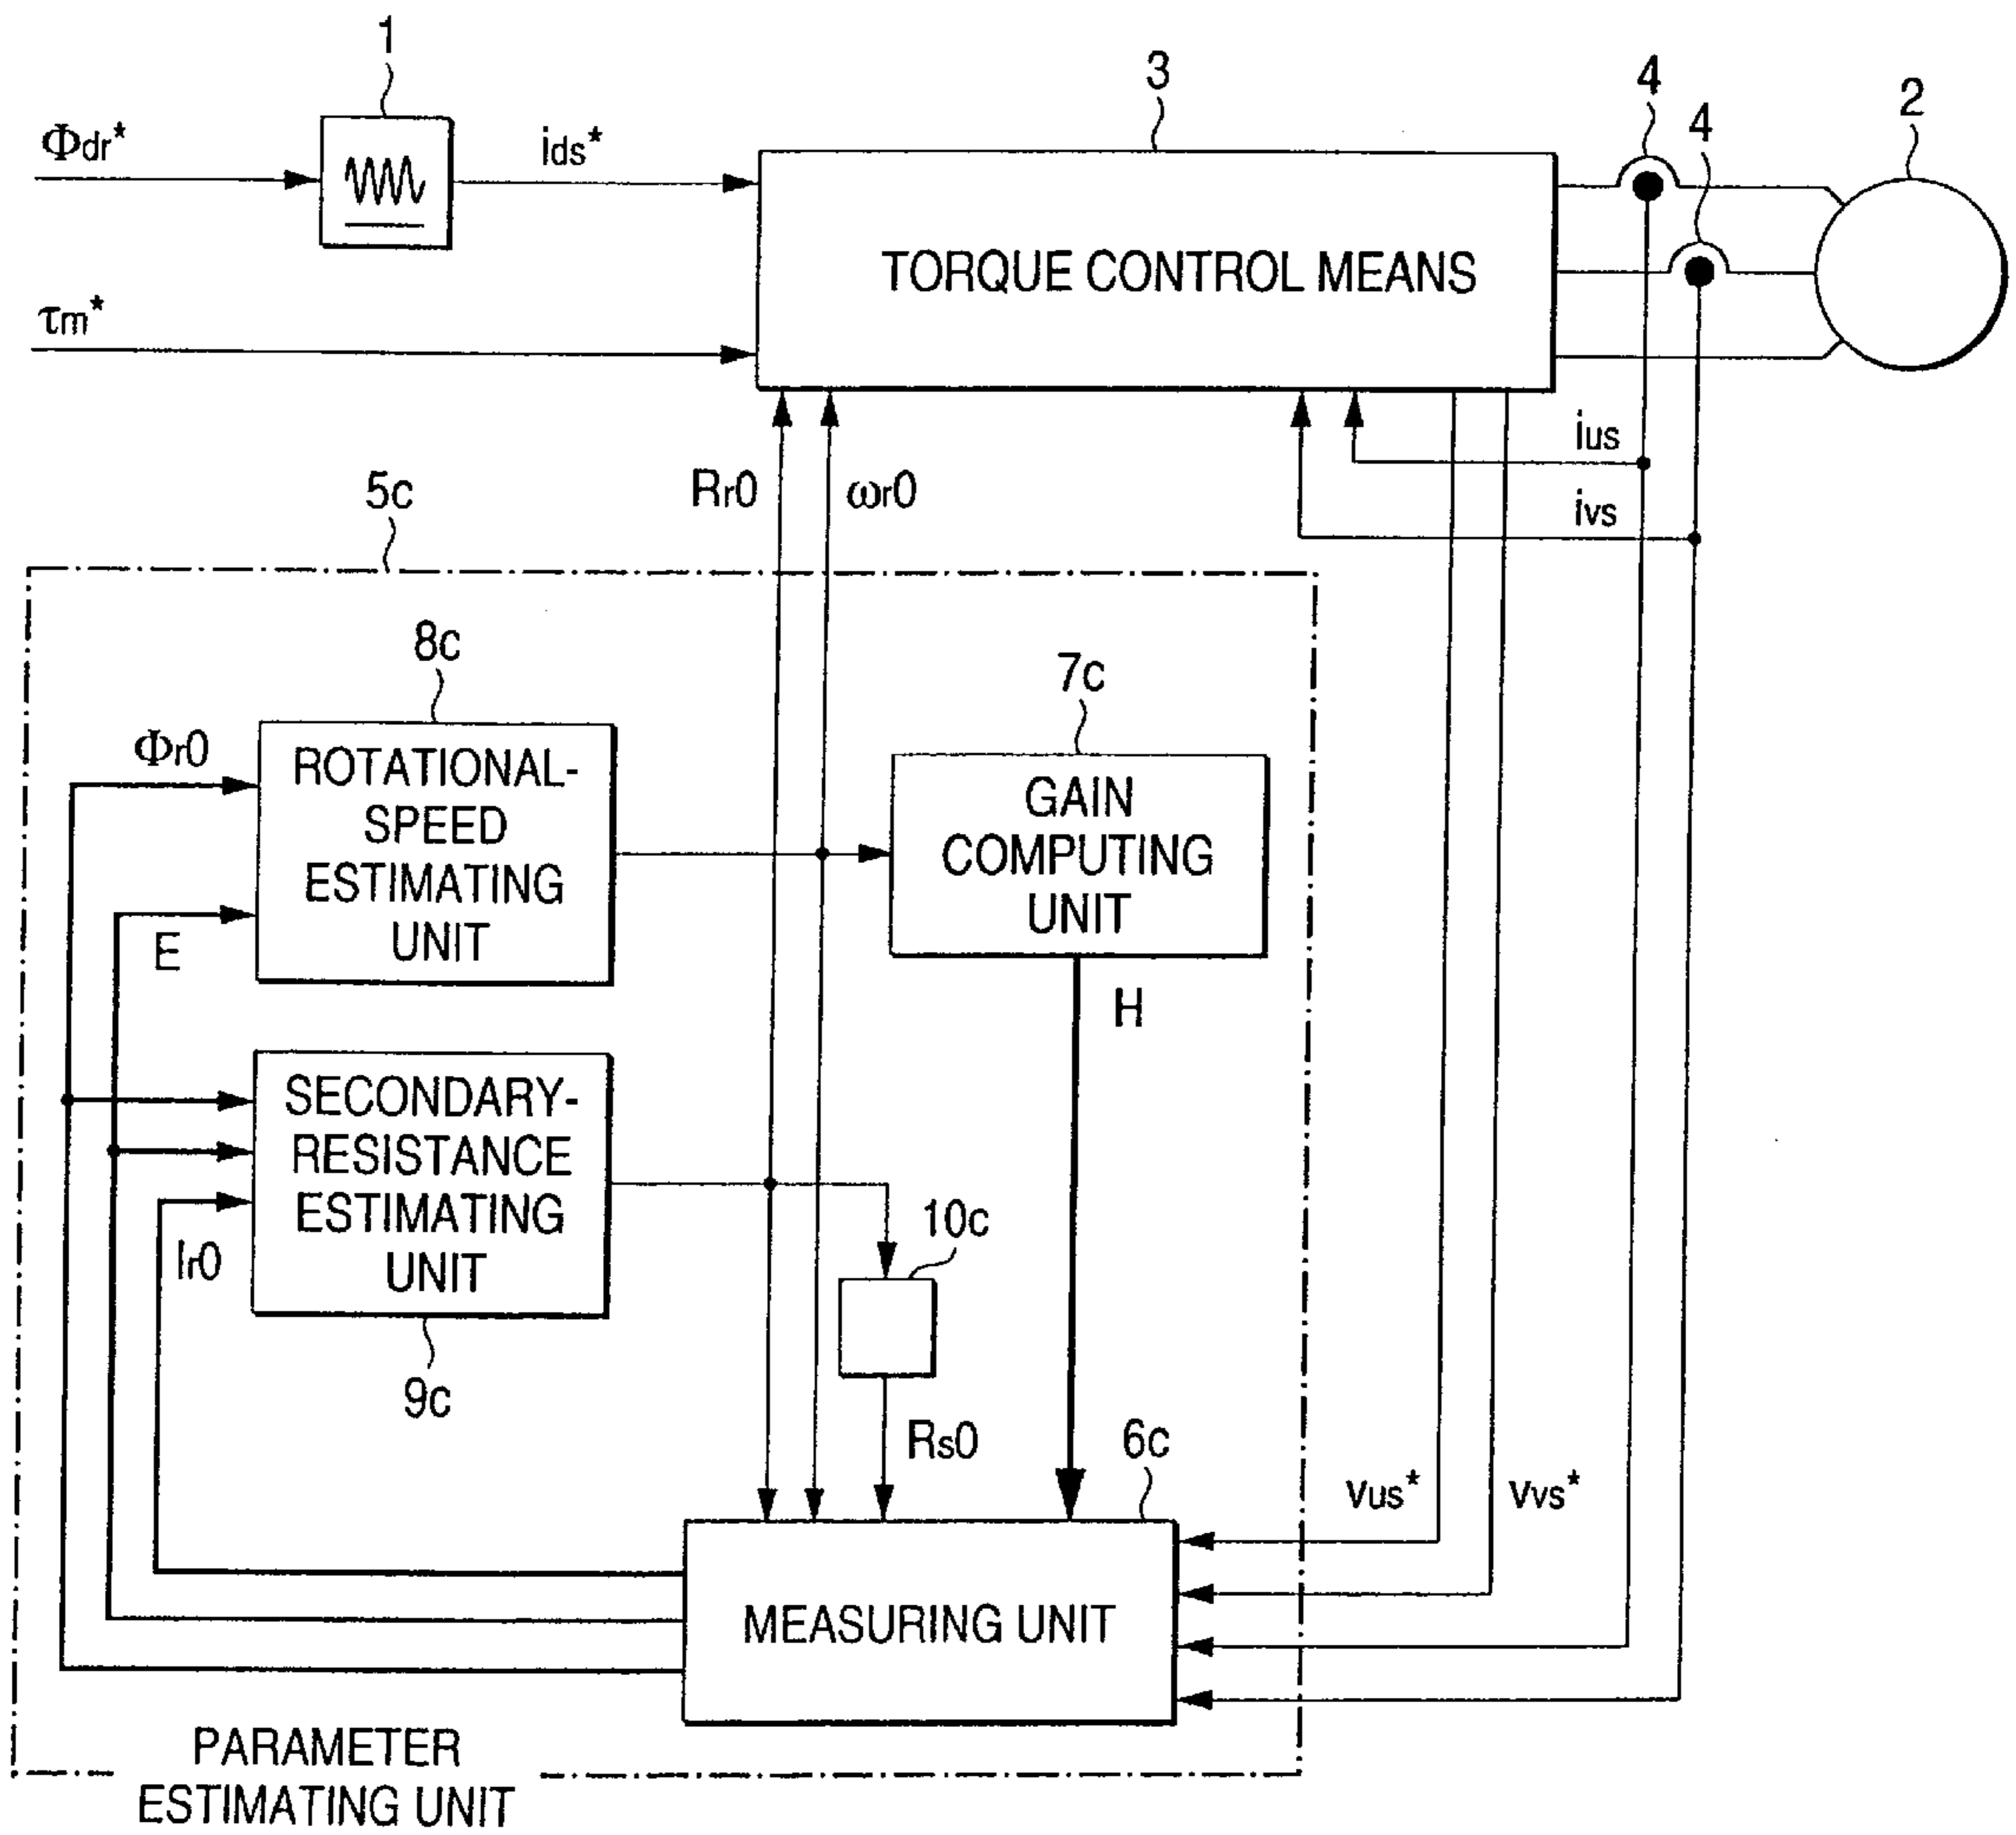 1
3
4
4
2
Φdr*
ids*
TORQUE CONTROL MEANS
τm*
ius
Rr0
ωr0
ivs
5c
8c
7c
Φr0
ROTATIONAL-
SPEED
ESTIMATING
UNIT
GAIN
COMPUTING
UNIT
E
H
SECONDARY-
RESISTANCE
ESTIMATING
UNIT
Ir0
10c
9c
Rs0
6c
vus*
vvs*
MEASURING UNIT
PARAMETER
ESTIMATING UNIT